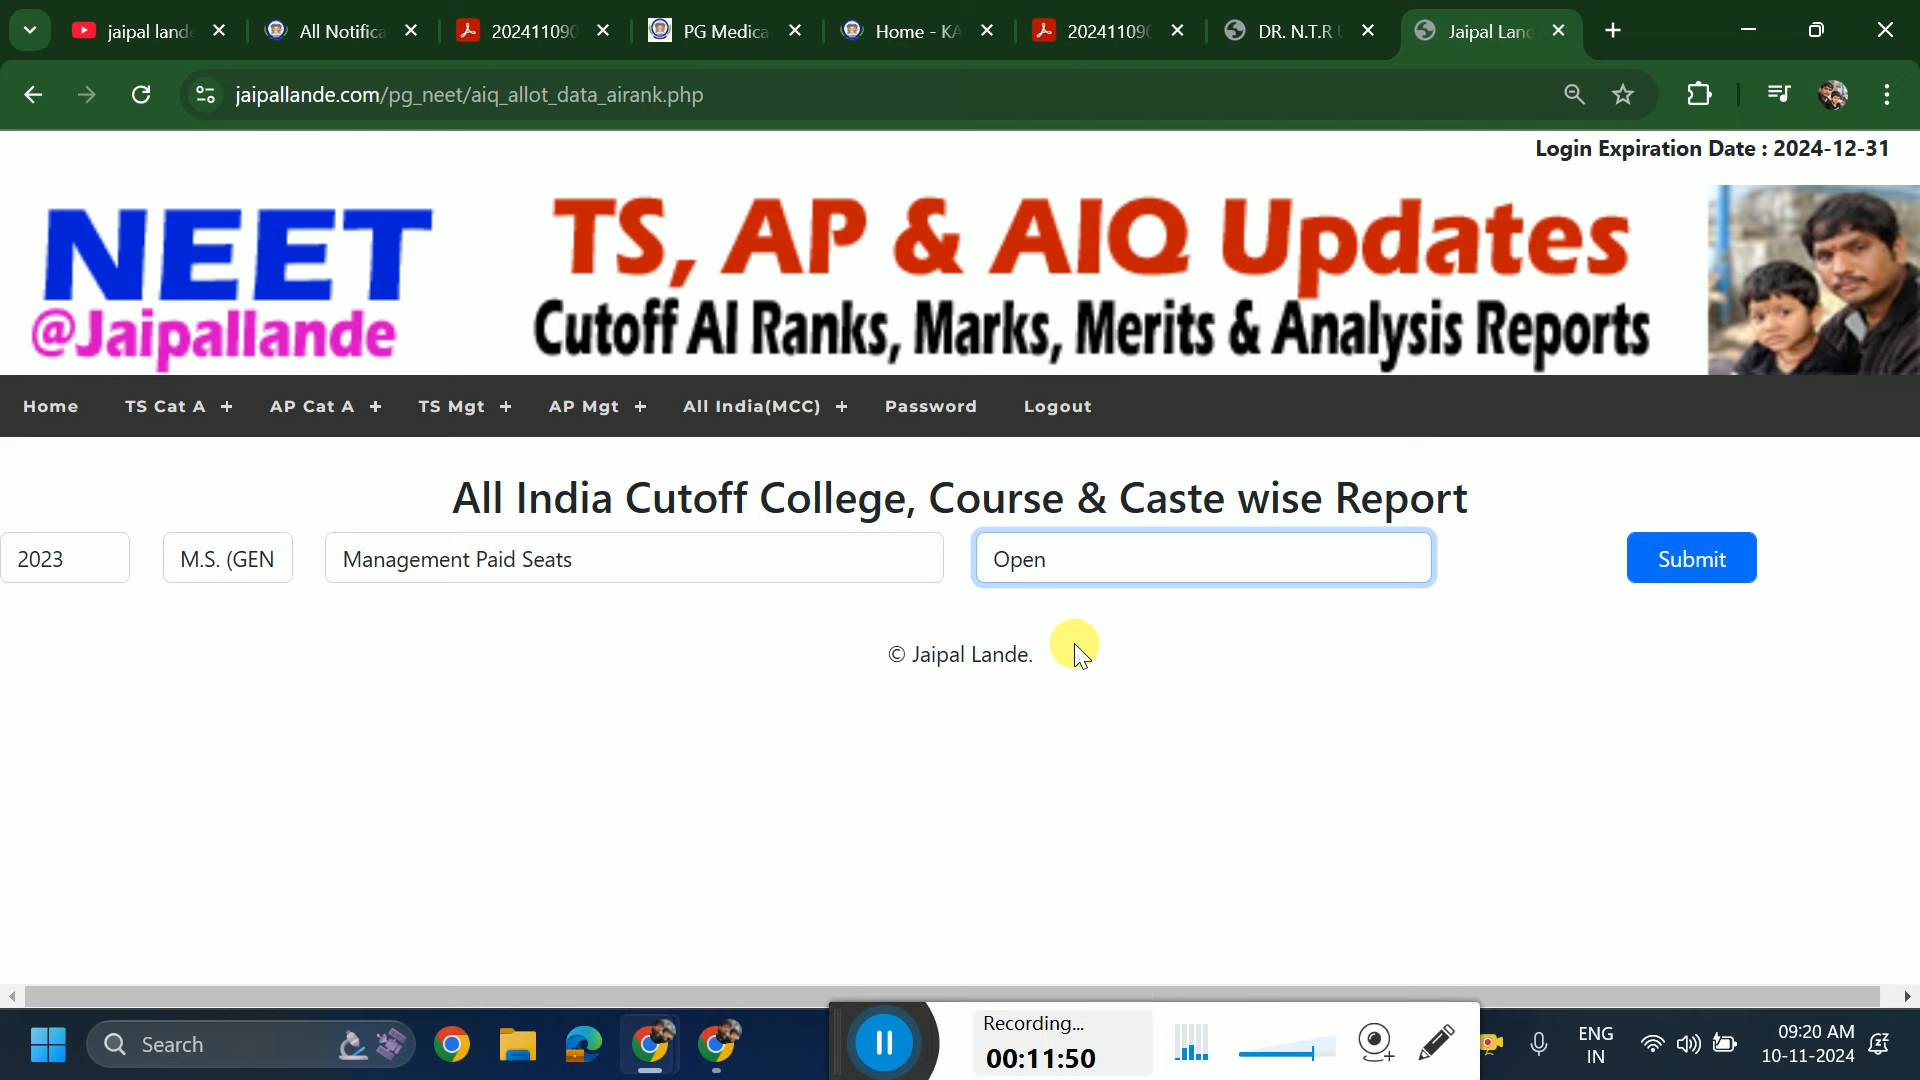 jaipal land
All Notifica
202411090
PG Medica
Home - KA
202411090
DR. N.T.R
Jaipal Lan
jaipallande.com/pg_neet/aiq_allot_data_airank.php
Login Expiration Date : 2024-12-31
NEET
@Jaipallande
TS, AP & AIQ Updates
Cutoff AI Ranks, Marks, Merits & Analysis Reports
Home
TS Cat A +
AP Cat A +
TS Mgt +
AP Mgt +
All India(MCC) +
Password
Logout
All India Cutoff College, Course & Caste wise Report
2023
M.S. (GEN
Management Paid Seats
Open
Submit
© Jaipal Lande.
Search
Recording...
00:11:50
ENG
IN
09:20 AM
10-11-2024